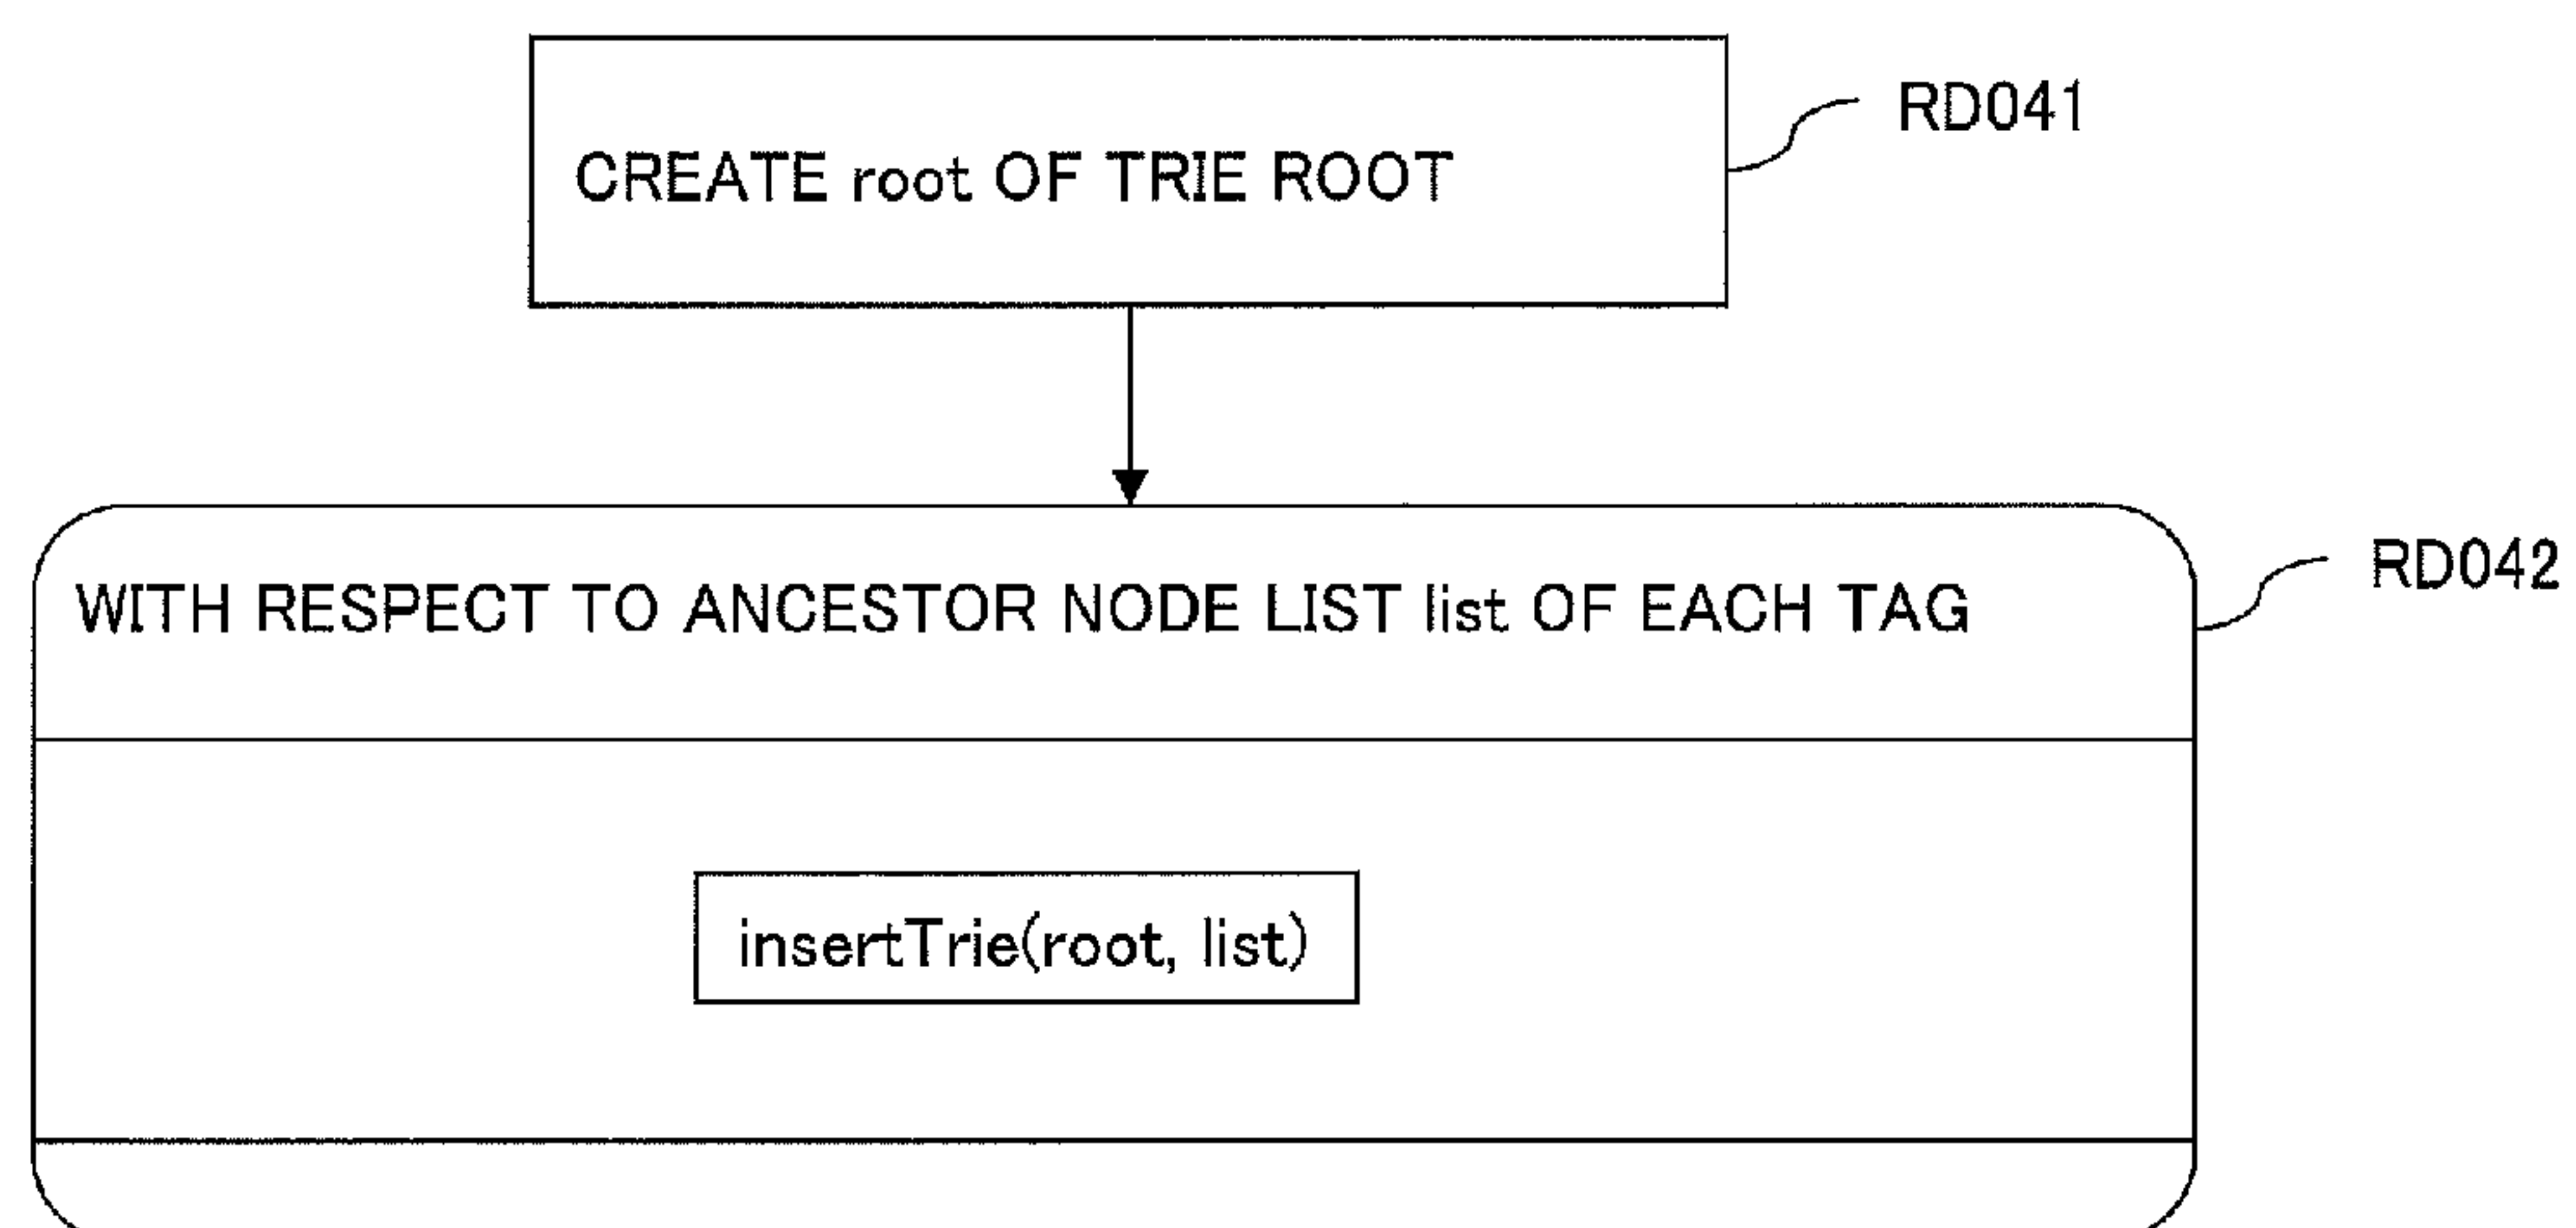 CREATE root OF TRIE ROOT
RD041
WITH RESPECT TO ANCESTOR NODE LIST list OF EACH TAG
RD042
insertTrie(root, list)